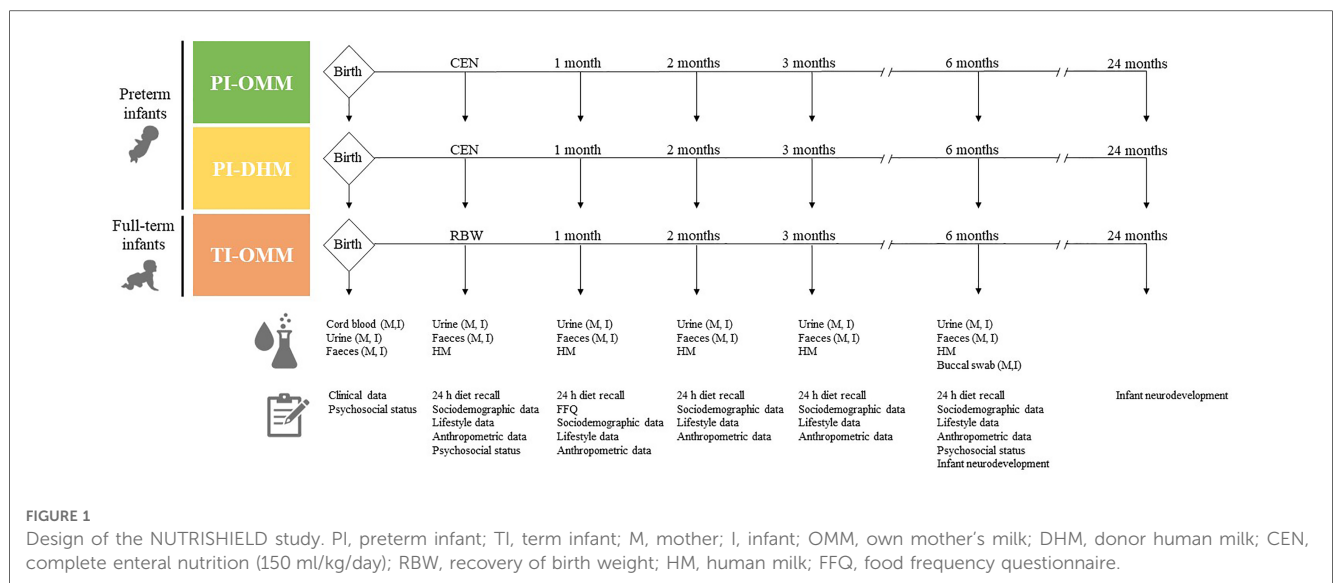 Preterm
infants
PI-OMM
Birth
CEN
1 month
2 months
3 months
6 months
24 months
PI-DHM
Birth
CEN
1 month
2 months
3 months
6 months
24 months
Full-term
infants
TI-OMM
Birth
RBW
1 month
2 months
3 months
6 months
24 months
Cord blood (M,I)
Urine (M, I)
Faeces (M, I)
Urine (M, I)
Faeces (M, I)
HM
Urine (M, I)
Faeces (M, I)
HM
Urine (M, I)
Faeces (M, I)
HM
Urine (M, I)
Faeces (M, I)
HM
Urine (M, I)
Faeces (M, I)
HM
Buccal swab (M,I)
Clinical data
Psychosocial status
24 h diet recall
Sociodemographic data
Lifestyle data
Anthropometric data
Psychosocial status
24 h diet recall
FFQ
Sociodemographic data
Lifestyle data
Anthropometric data
24 h diet recall
Sociodemographic data
Lifestyle data
Anthropometric data
24 h diet recall
Sociodemographic data
Lifestyle data
Anthropometric data
24 h diet recall
Sociodemographic data
Lifestyle data
Anthropometric data
Psychosocial status
Infant neurodevelopment
Infant neurodevelopment
FIGURE 1
Design of the NUTRISHIELD study. PI, preterm infant; TI, term infant; M, mother; I, infant; OMM, own mother's milk; DHM, donor human milk; CEN,
complete enteral nutrition (150 ml/kg/day); RBW, recovery of birth weight; HM, human milk; FFQ, food frequency questionnaire.